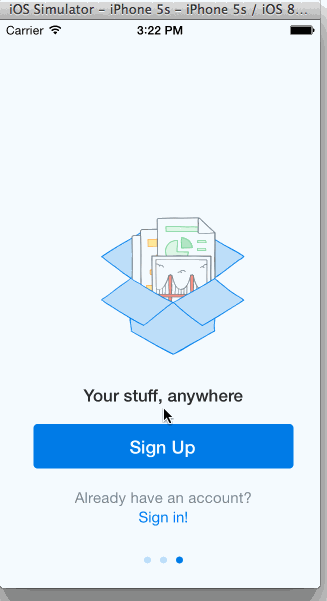 iOS Simulator - iPhone 5s - iPhone 5s / iOS 8...
Carrier 3:22 PM
Your stuff, anywhere
Sign Up
Already have an account?
Sign in!